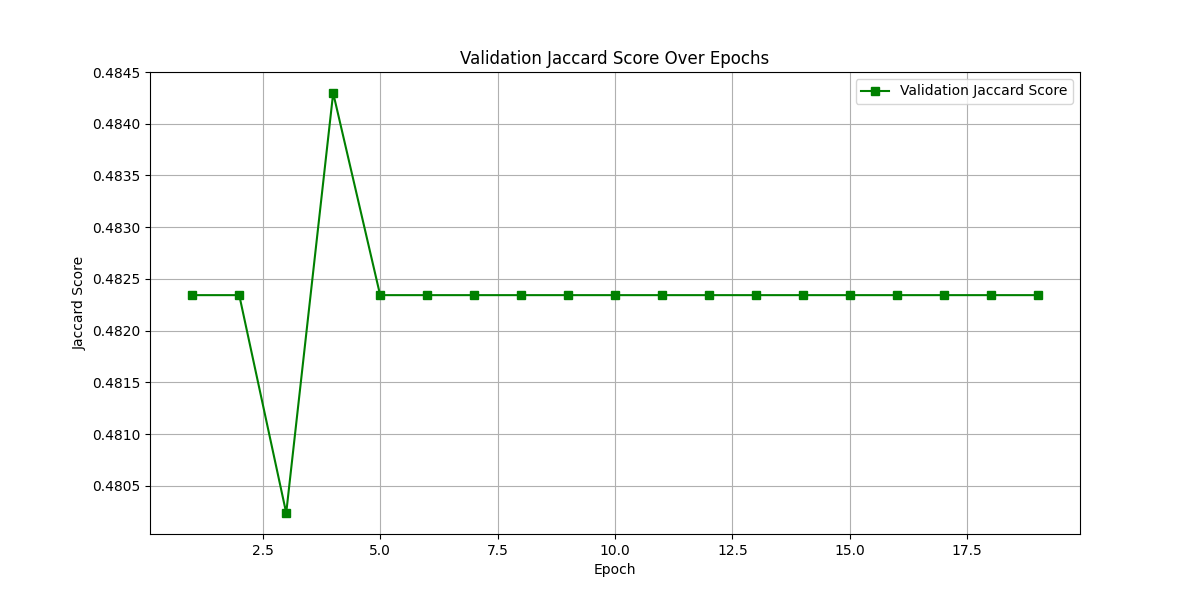 Validation Jaccard Score Over Epochs
0.4845
0.4840
0.4835
0.4830
0.4825
0.4820
0.4815
0.4810
0.4805
Jaccard Score
Validation Jaccard Score
2.5 5.0 7.5 10.0 12.5 15.0 17.5
Epoch